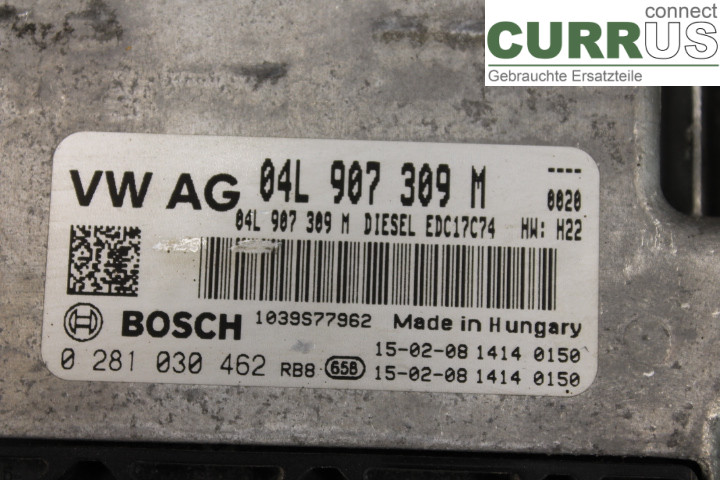 connect
CURRUS
Gebrauchte Ersatzteile
VW AG 04L 907 309 M ----
0020
04L 907 309 M DIESEL EDC17C74 HW: H22
BOSCH 1039S77962 Made in Hungary
15-02-08 1414 0150
0 281 030 462 RB8 658 15-02-08 1414 0150